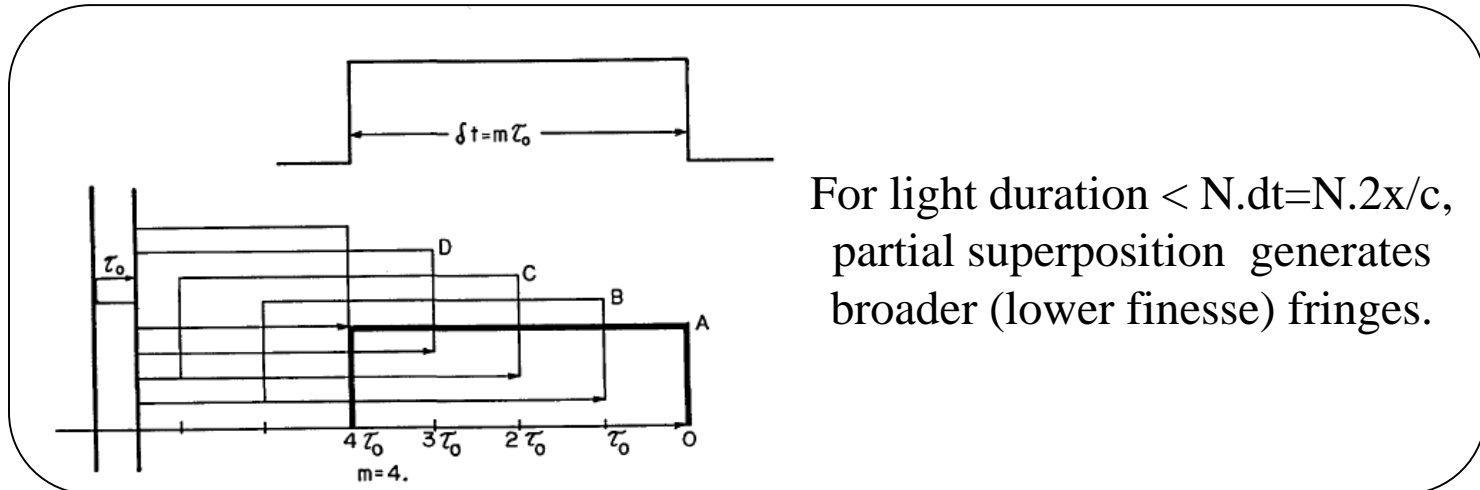 δt=mτ₀
For light duration < N.dt=N.2x/c,
partial superposition generates
broader (lower finesse) fringes.
τ₀
D
C
B
A
4τ₀ 3τ₀ 2τ₀ τ₀ 0
m=4.